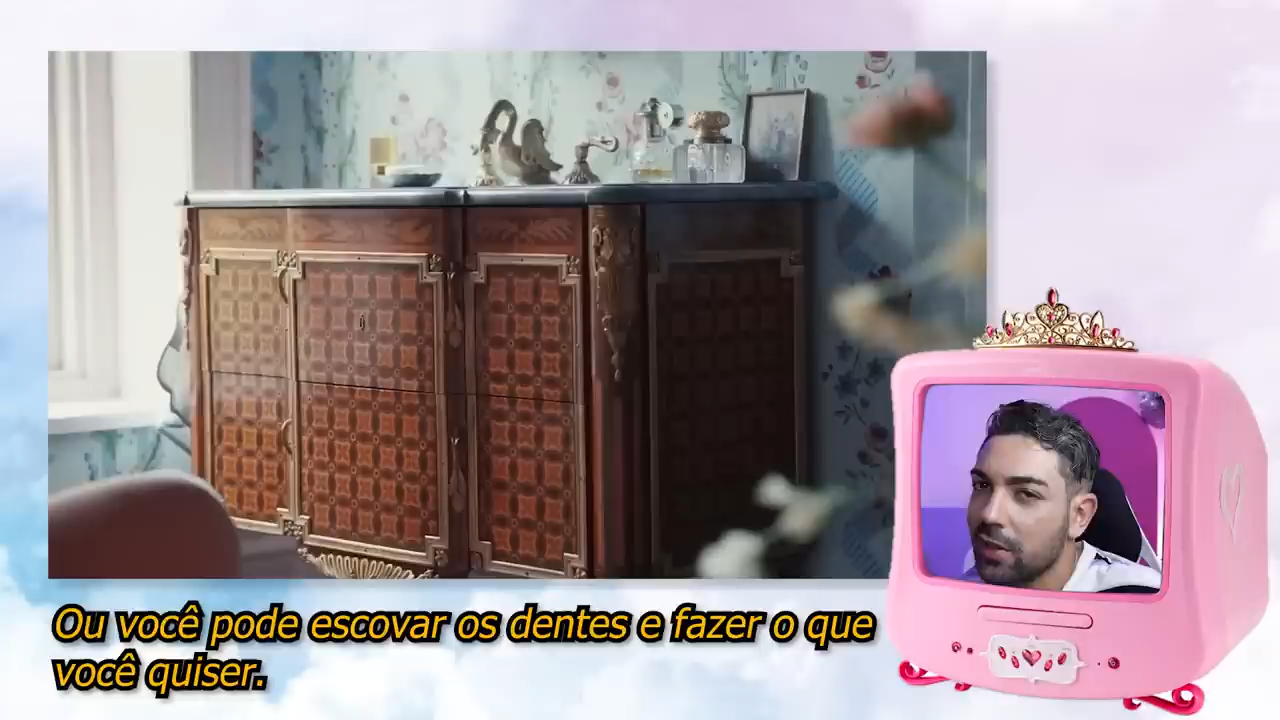 Ou você pode escovar os dentes e fazer o que
você quiser.